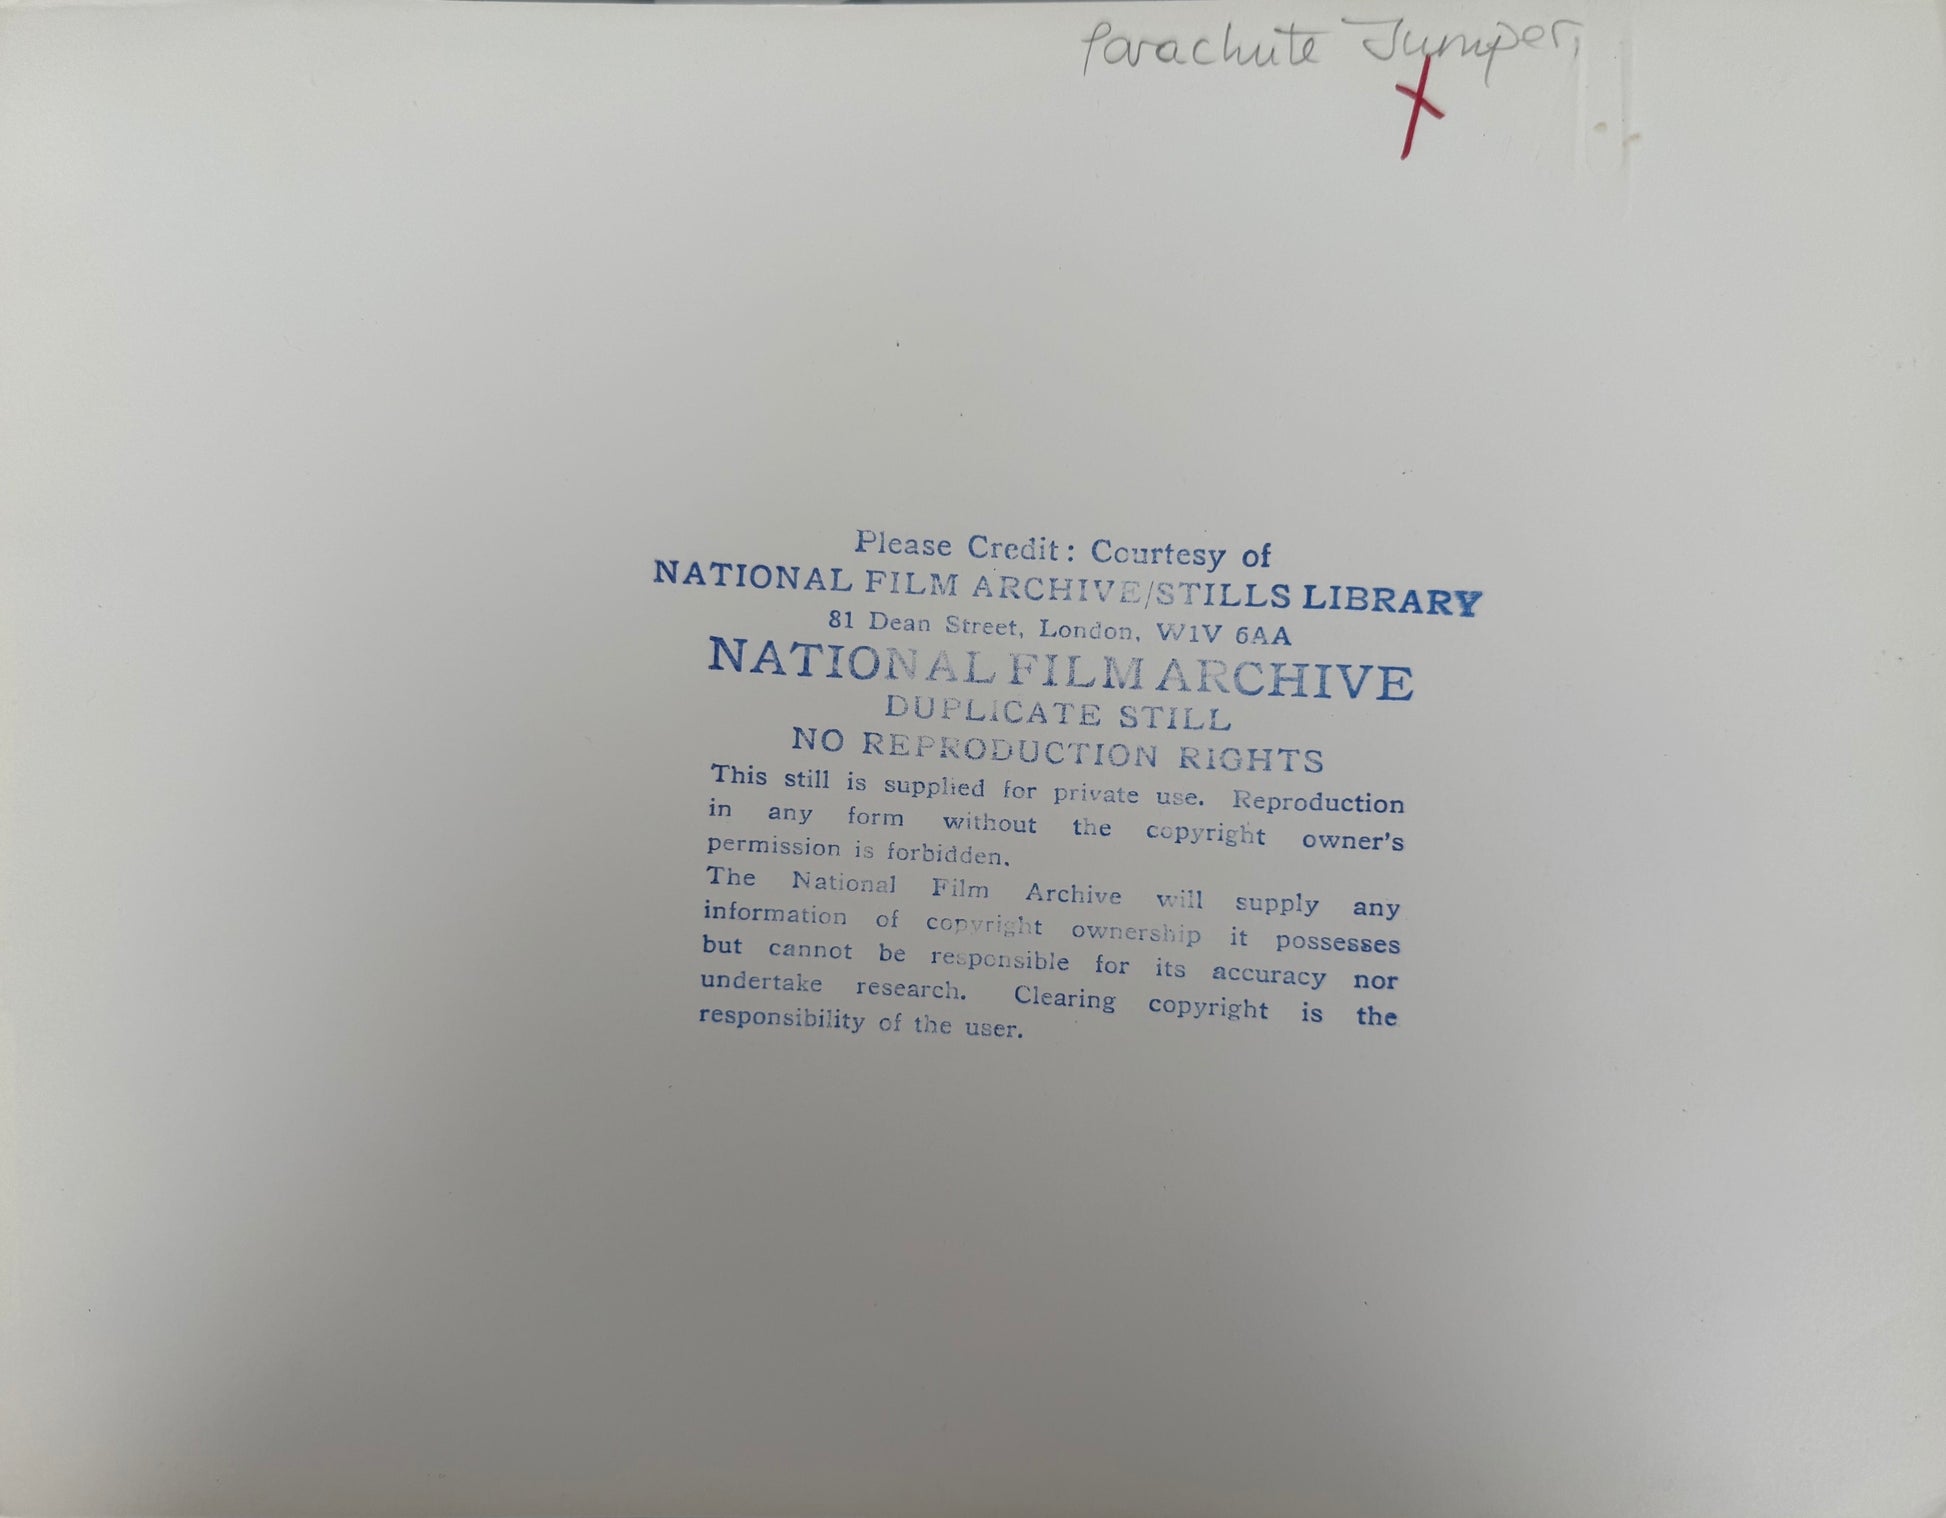 Parachute Jumper,
X
Please Credit: Courtesy of
NATIONAL FILM ARCHIVE/STILLS LIBRARY
81 Dean Street, London, W1V 6AA
NATIONAL FILM ARCHIVE
DUPLICATE STILL
NO REPRODUCTION RIGHTS
This still is supplied for private use. Reproduction
in any form without the copyright owner's
permission is forbidden.
The National Film Archive will supply any
information of copyright ownership it possesses
but cannot be responsible for its accuracy nor
undertake research. Clearing copyright is the
responsibility of the user.